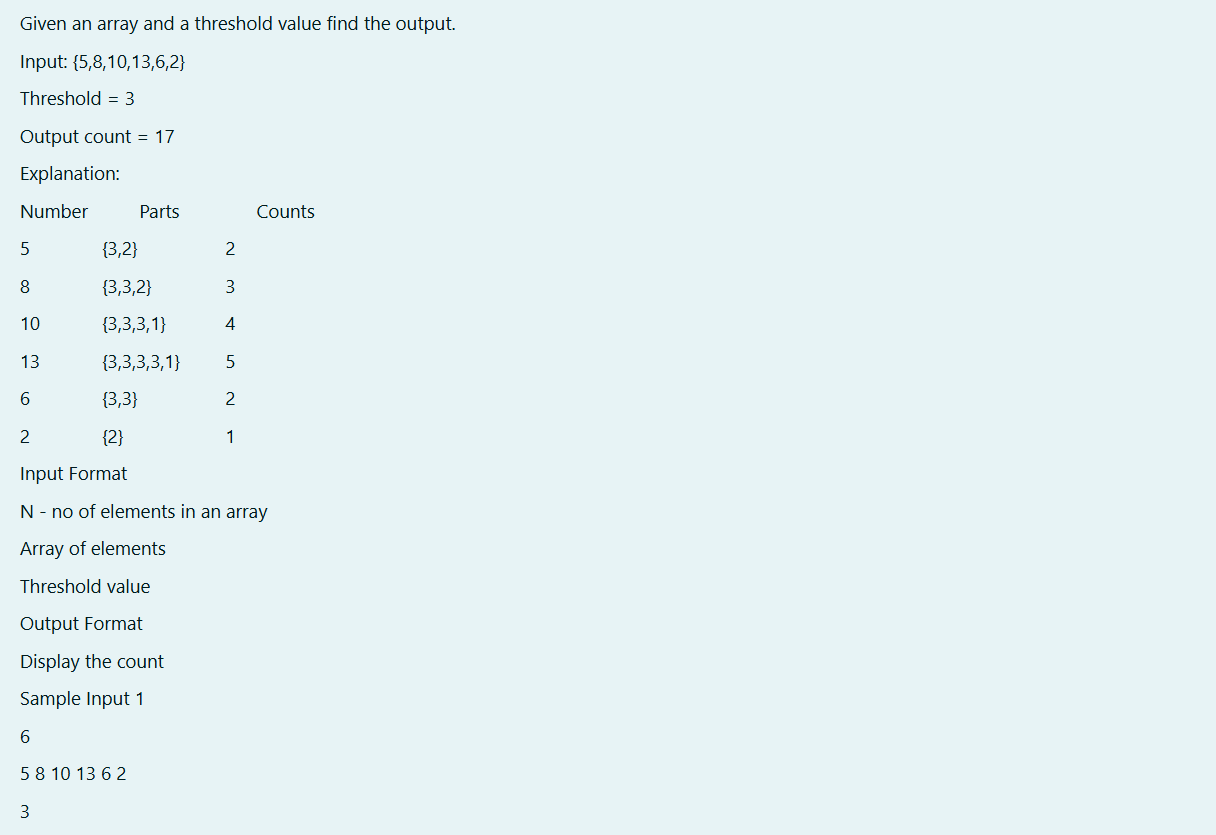 Given an array and a threshold value find the output.
Input: {5,8,10,13,6,2}
Threshold = 3
Output count = 17
Explanation:
Number Parts Counts
5 {3,2} 2
8 {3,3,2} 3
10 {3,3,3,1} 4
13 {3,3,3,3,1} 5
6 {3,3} 2
2 {2} 1
Input Format
N - no of elements in an array
Array of elements
Threshold value
Output Format
Display the count
Sample Input 1
6
5 8 10 13 6 2
3